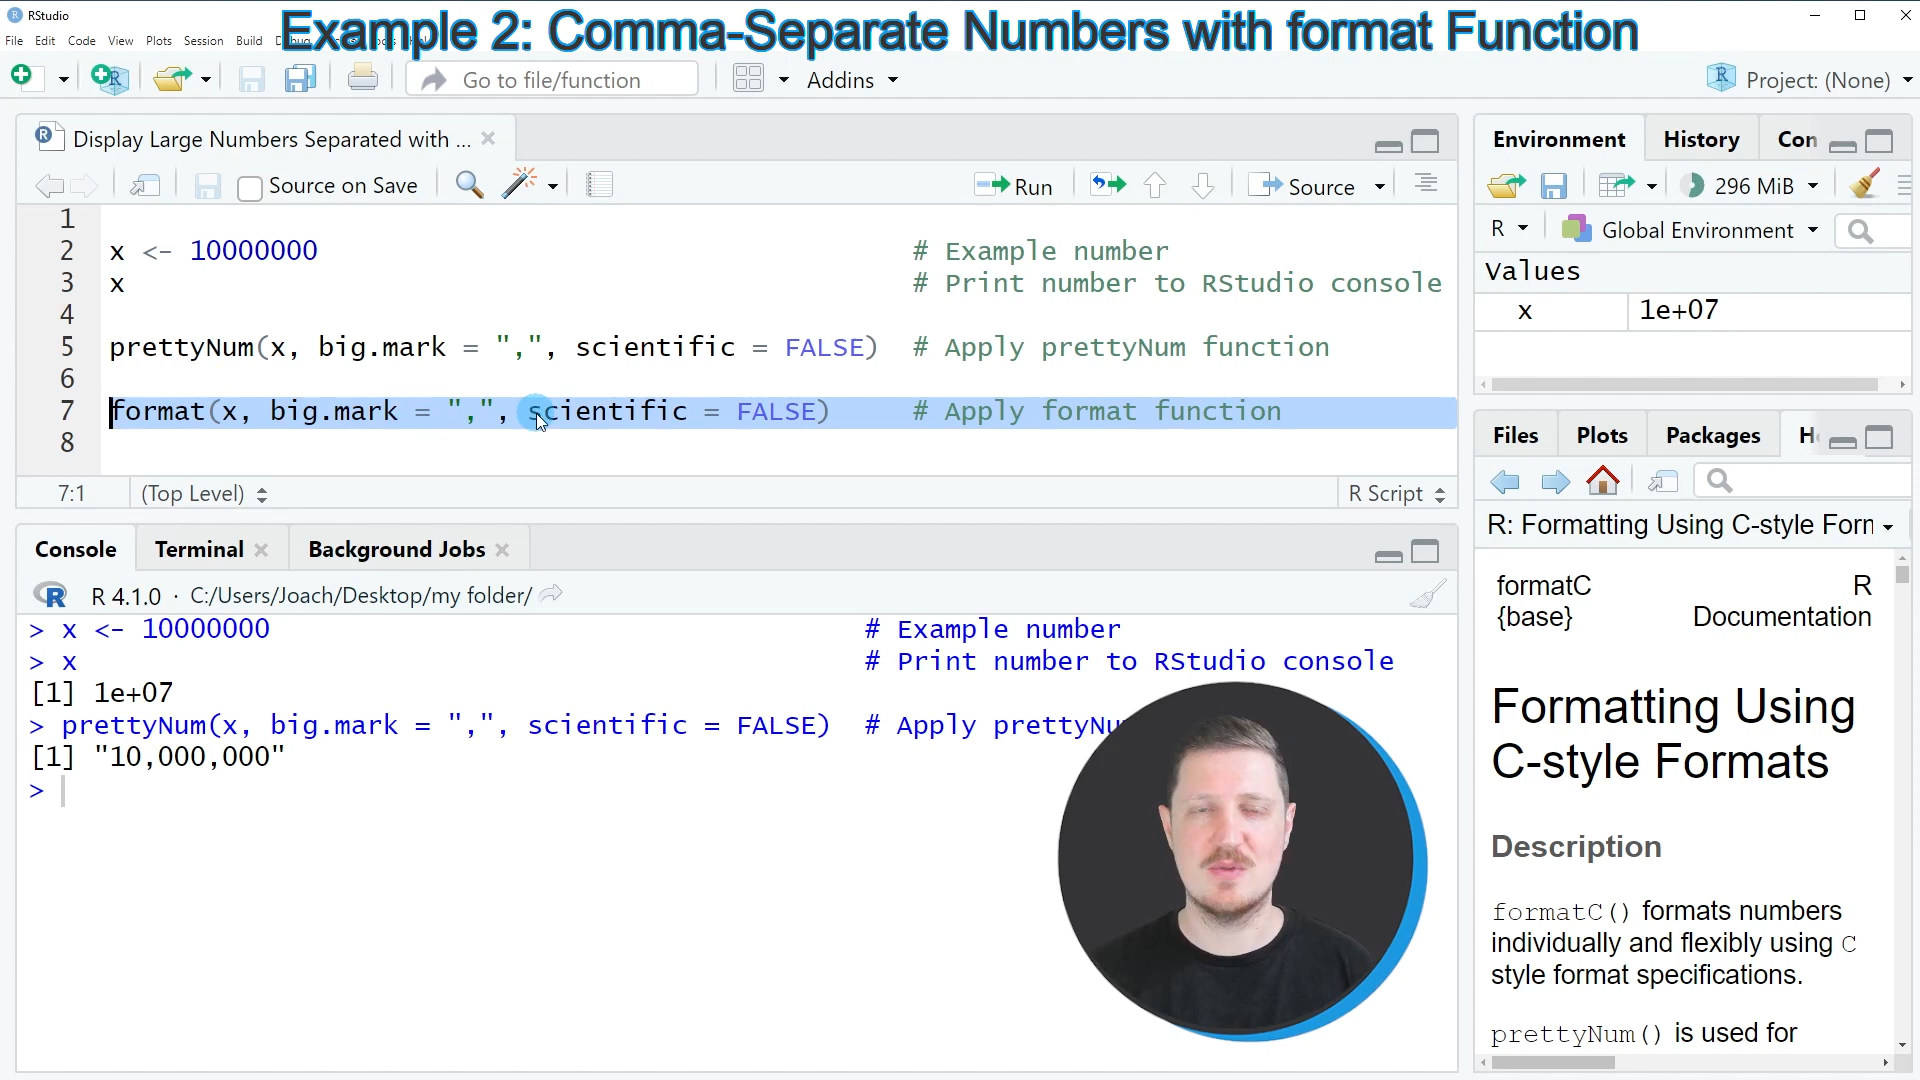 RStudio
Example 2: Comma-Separate Numbers with format Function
File Edit Code View Plots Session Build
Go to file/function
Addins
Project: (None)
Display Large Numbers Separated with ...
Source on Save
Run
Source
1
2 x <- 10000000 # Example number
3 x # Print number to RStudio console
4
5 prettyNum(x, big.mark = ",", scientific = FALSE) # Apply prettyNum function
6
7 format(x, big.mark = ",", scientific = FALSE) # Apply format function
8
7:1 (Top Level) R Script
Console Terminal Background Jobs
R 4.1.0 · C:/Users/Joach/Desktop/my folder/
> x <- 10000000 # Example number
> x # Print number to RStudio console
[1] 1e+07
> prettyNum(x, big.mark = ",", scientific = FALSE) # Apply prettyNu
[1] "10,000,000"
>
Environment History Con
296 MiB
R Global Environment
Values
x 1e+07
Files Plots Packages H
R: Formatting Using C-style Form
formatC {base} R Documentation
Formatting Using
C-style Formats
Description
formatC() formats numbers
individually and flexibly using C
style format specifications.
prettyNum() is used for